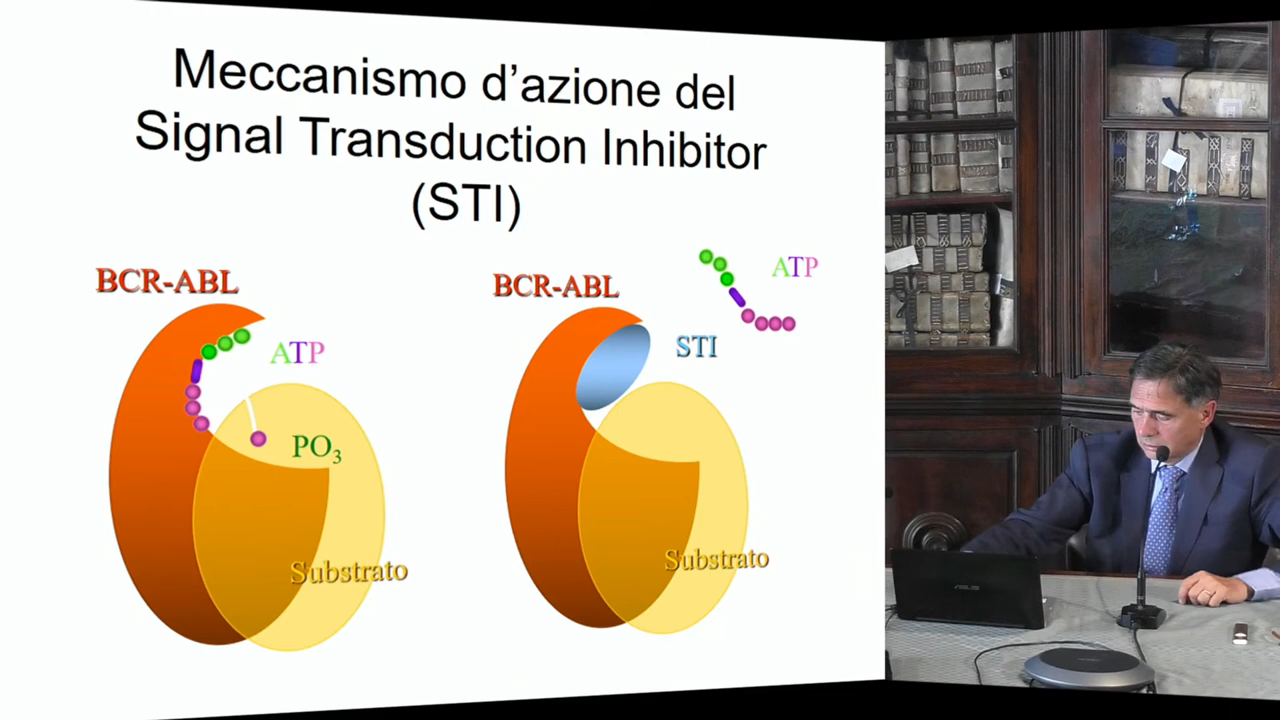 Meccanismo d’azione del
Signal Transduction Inhibitor
(STI)
BCR-ABL
ATP
PO3
Substrato
BCR-ABL
ATP
STI
Substrato
ASUS